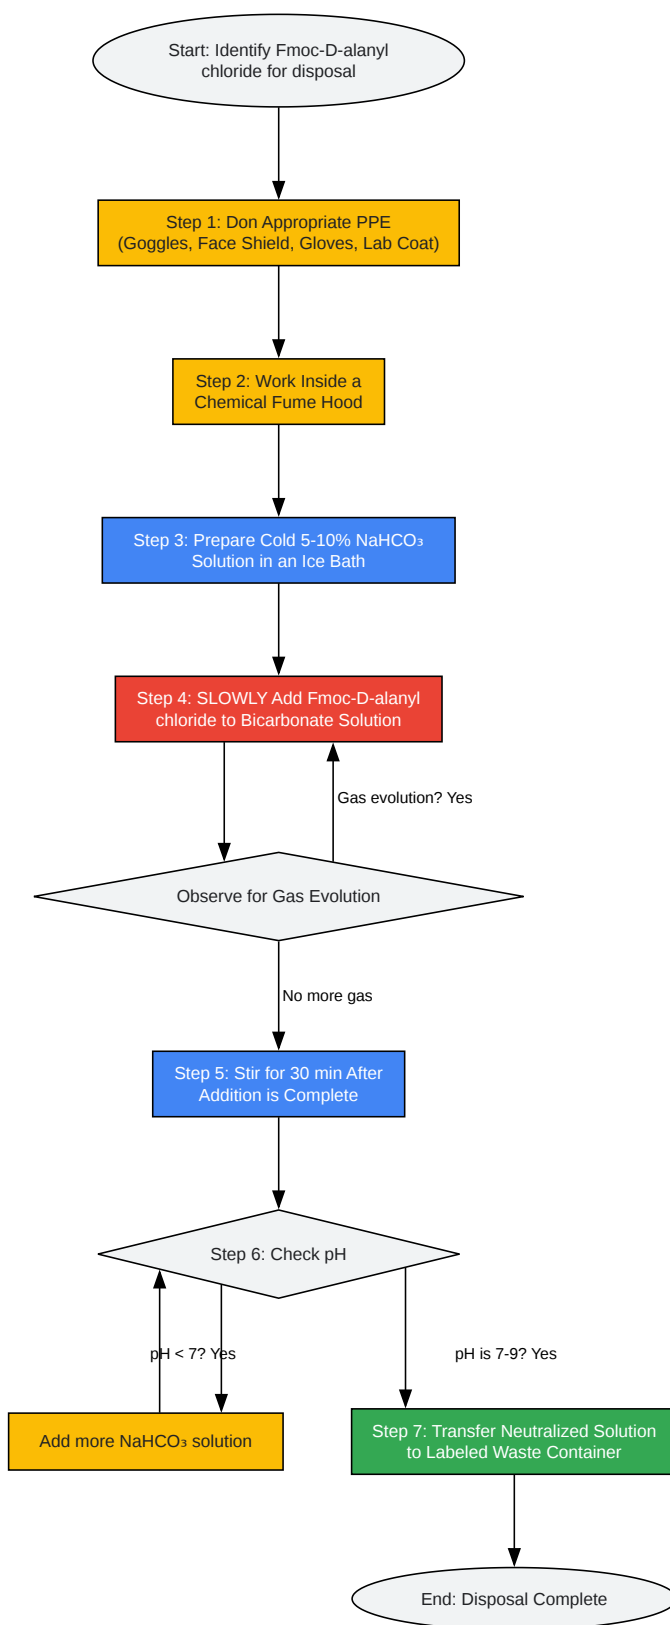 Start: Identify Fmoc-D-alanyl
chloride for disposal
Step 1: Don Appropriate PPE
(Goggles, Face Shield, Gloves, Lab Coat)
Step 2: Work Inside a
Chemical Fume Hood
Step 3: Prepare Cold 5-10% NaHCO₃
Solution in an Ice Bath
Step 4: SLOWLY Add Fmoc-D-alanyl
chloride to Bicarbonate Solution
Gas evolution? Yes
Observe for Gas Evolution
No more gas
Step 5: Stir for 30 min After
Addition is Complete
Step 6: Check pH
pH < 7? Yes
pH is 7-9? Yes
Add more NaHCO₃ solution
Step 7: Transfer Neutralized Solution
to Labeled Waste Container
End: Disposal Complete